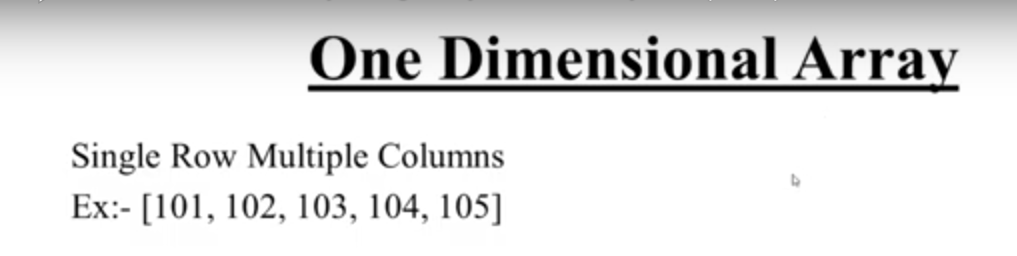 One Dimensional Array
Single Row Multiple Columns
Ex:- [101, 102, 103, 104, 105]